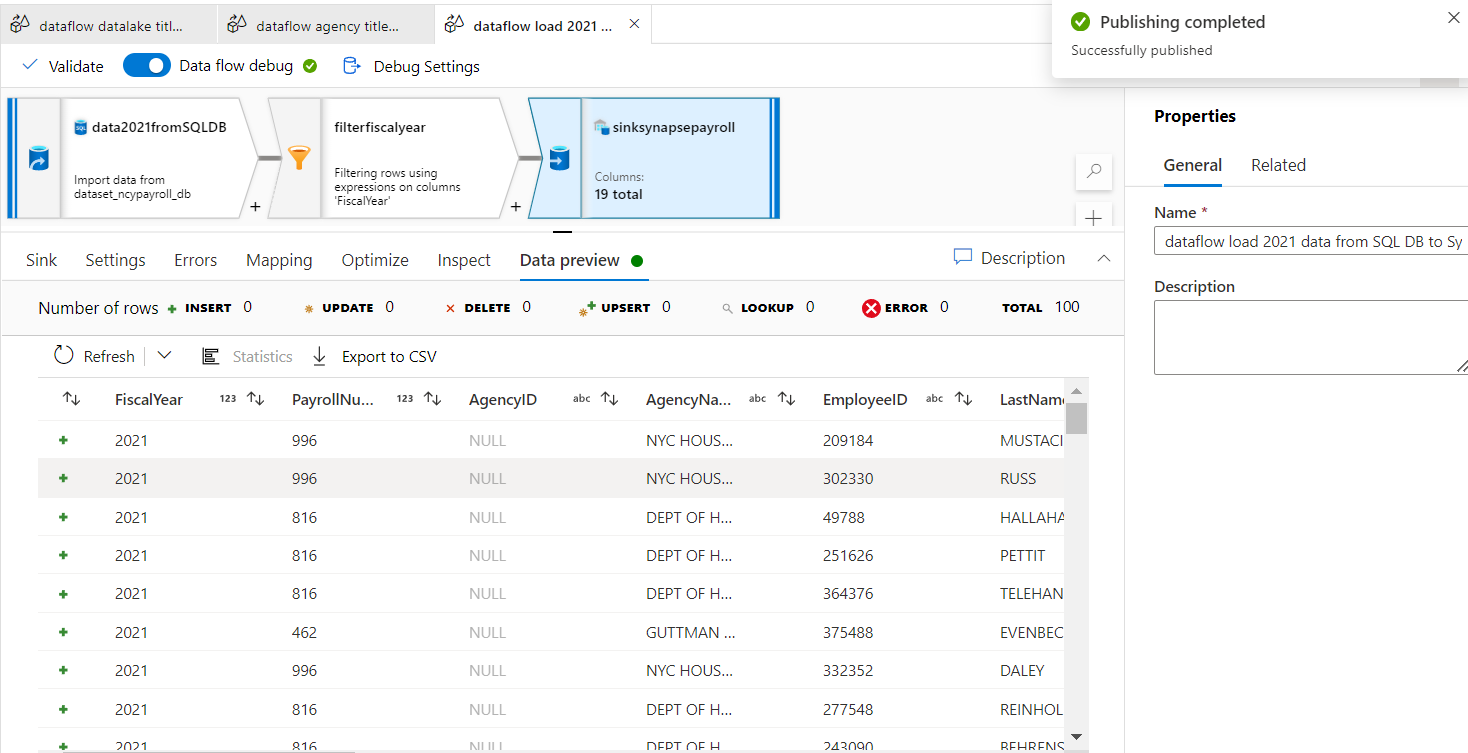 dataflow datalake titl...
dataflow agency title...
dataflow load 2021 ...
Publishing completed
Successfully published
Validate
Data flow debug
Debug Settings
SQL
data2021fromSQLDB
Import data from
dataset_ncypayroll_db
+
filterfiscalyear
Filtering rows using
expressions on columns
'FiscalYear'
+
sinksynapsepayroll
Columns:
19 total
Properties
General Related
Name *
dataflow load 2021 data from SQL DB to Sy
Description
Sink Settings Errors Mapping Optimize Inspect Data preview Description
Number of rows INSERT 0 UPDATE 0 DELETE 0 UPSERT 0 LOOKUP 0 ERROR 0 TOTAL 100
Refresh Statistics Export to CSV
FiscalYear 123 PayrollNu... 123 AgencyID abc AgencyNa... abc EmployeeID abc LastName
2021 996 NULL NYC HOUS... 209184 MUSTACI
2021 996 NULL NYC HOUS... 302330 RUSS
2021 816 NULL DEPT OF H... 49788 HALLAHA
2021 816 NULL DEPT OF H... 251626 PETTIT
2021 816 NULL DEPT OF H... 364376 TELEHAN
2021 462 NULL GUTTMAN ... 375488 EVENBEC
2021 996 NULL NYC HOUS... 332352 DALEY
2021 816 NULL DEPT OF H... 277548 REINHOL
2021 816 NULL DEPT OF H... 243090 BEHRENS